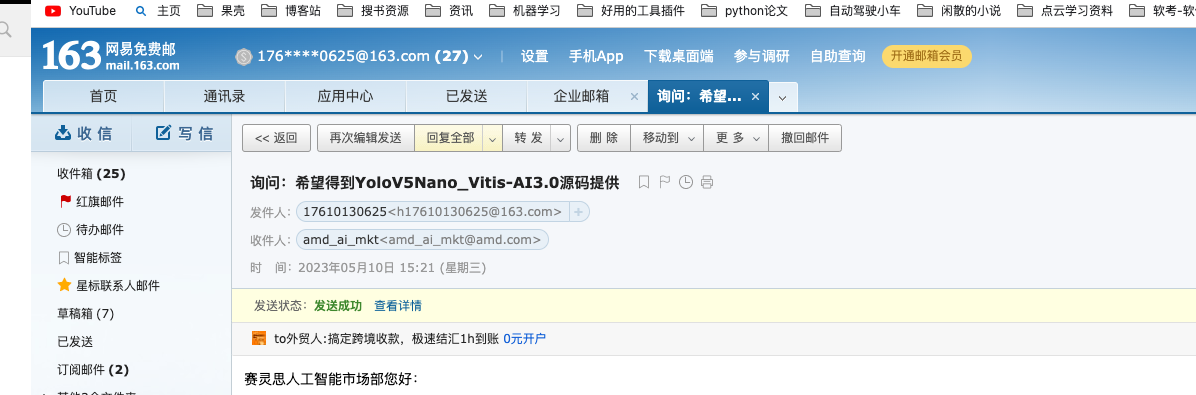 YouTube 主页 果壳 博客站 搜书资源 资讯 机器学习 好用的工具插件 python论文 自动驾驶小车 闲散的小说 点云学习资料 软考-软
163 网易免费邮
mail.163.com
176****0625@163.com (27) | 设置 手机App 下载桌面端 参与调研 自助查询 开通邮箱会员
首页 通讯录 应用中心 已发送 企业邮箱 × 询问：希望... ×
收信 写信
<< 返回 再次编辑发送 回复全部 转 发 删 除 移动到 更 多 撤回邮件
收件箱 (25)
红旗邮件
待办邮件
智能标签
星标联系人邮件
草稿箱 (7)
已发送
订阅邮件 (2)
询问：希望得到YoloV5Nano_Vitis-AI3.0源码提供
发件人：17610130625<h17610130625@163.com> +
收件人：amd_ai_mkt<amd_ai_mkt@amd.com>
时 间：2023年05月10日 15:21 (星期三)
发送状态：发送成功 查看详情
to外贸人:搞定跨境收款，极速结汇1h到账 0元开户
赛灵思人工智能市场部您好：